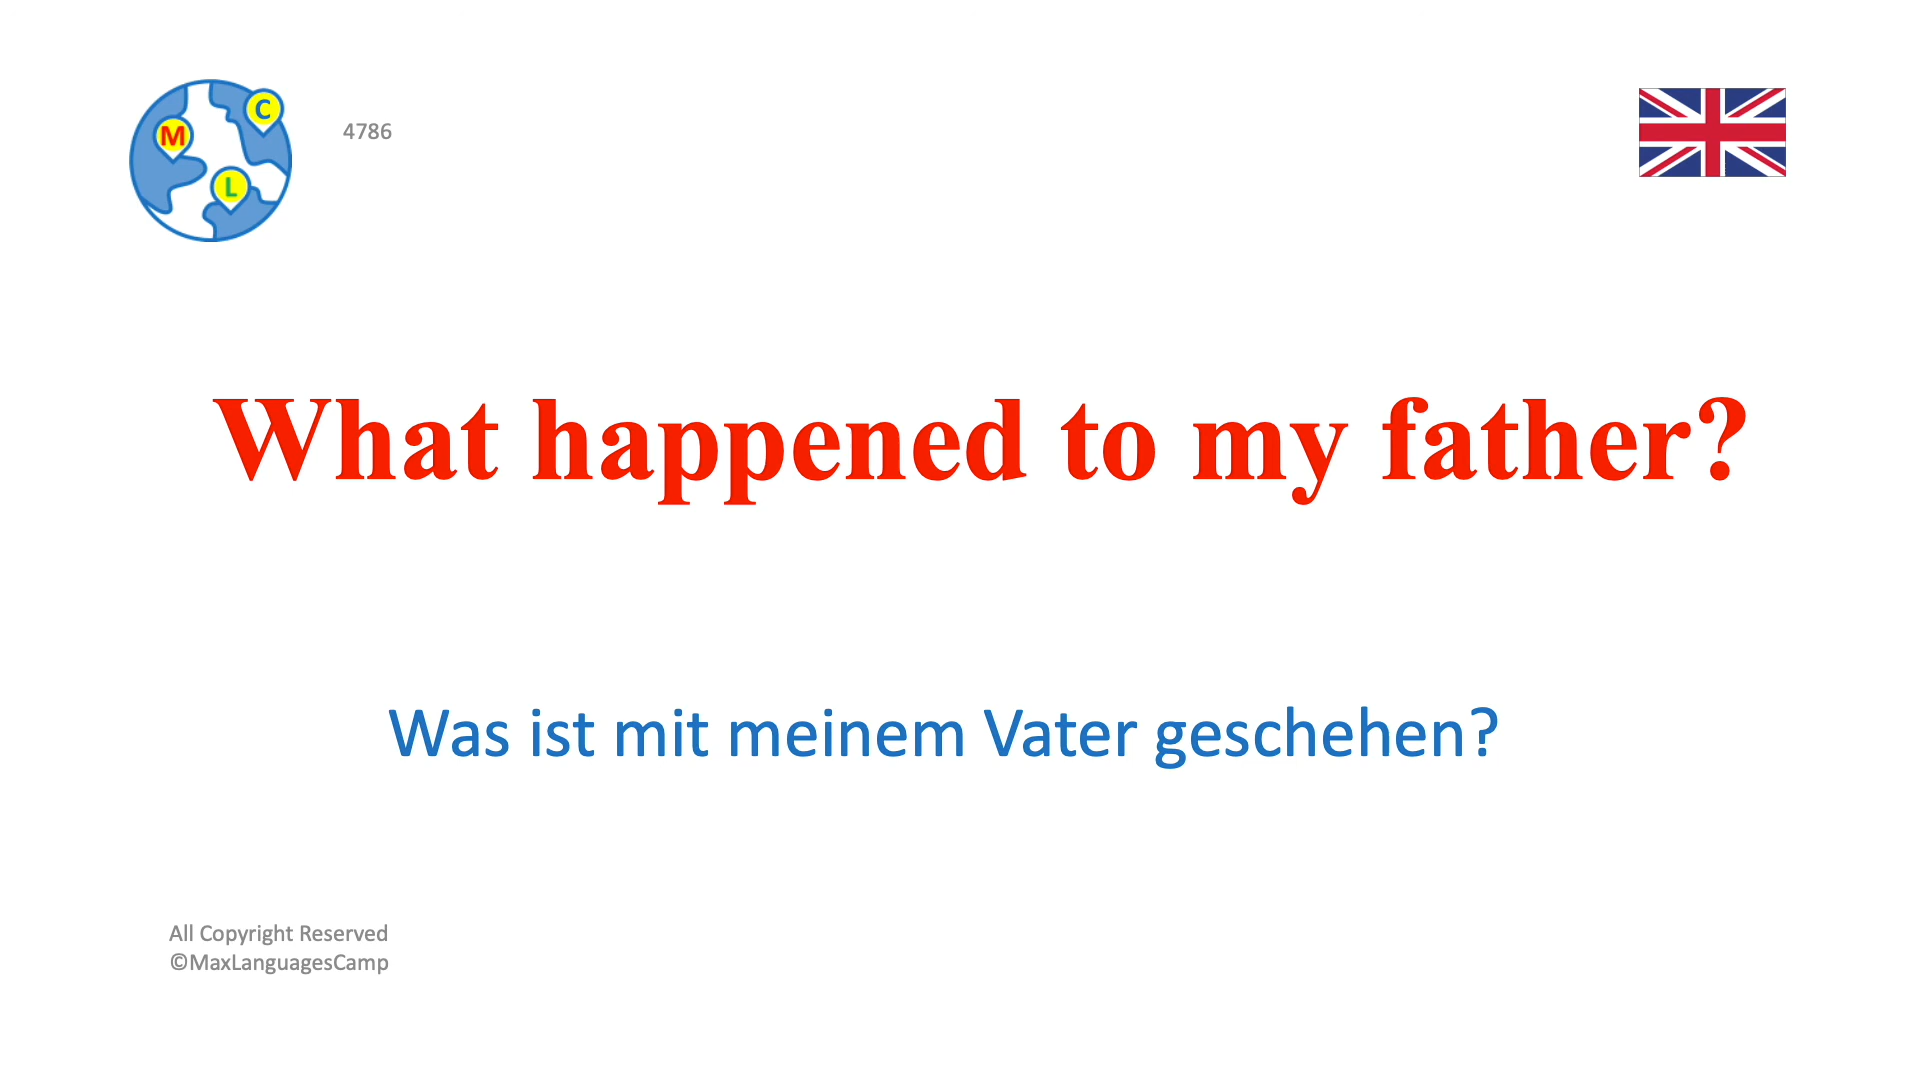 M
C
L
4786
What happened to my father?
Was ist mit meinem Vater geschehen?
All Copyright Reserved
©MaxLanguagesCamp